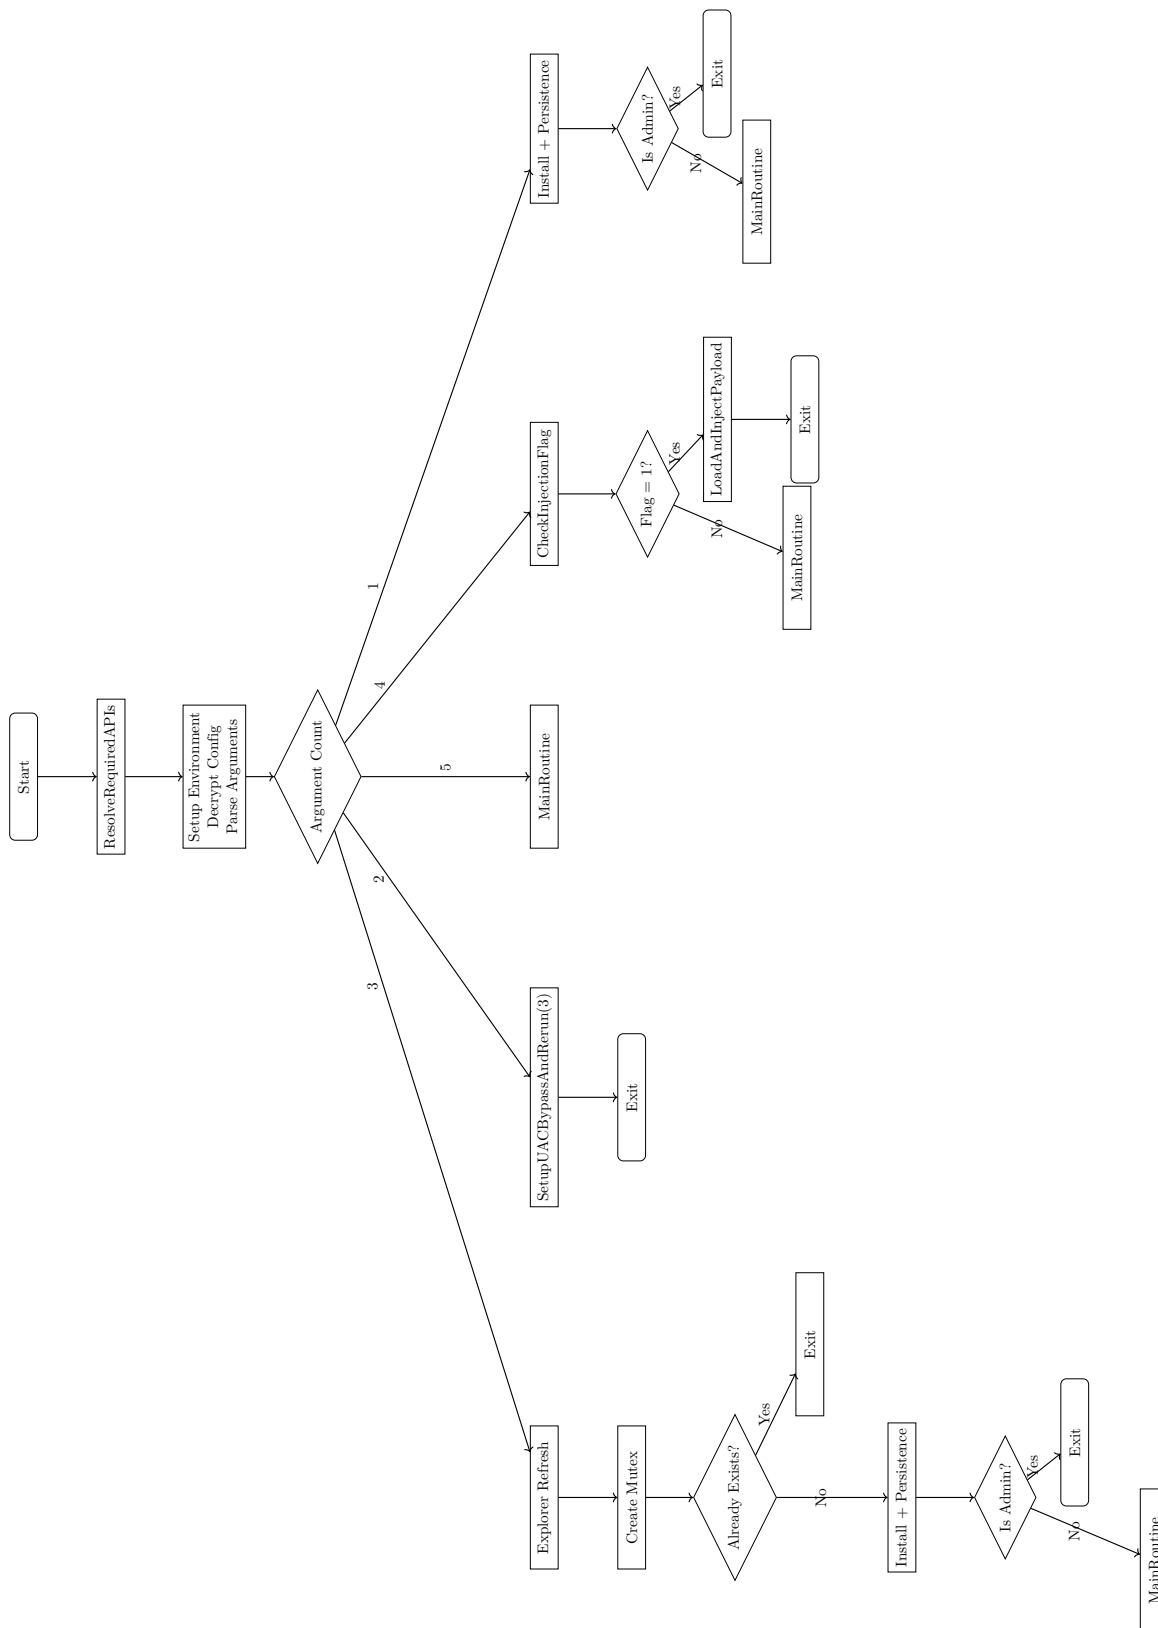 Start
ResolveRequiredAPIs
Setup Environment
Decrypt Config
Parse Arguments
Argument Count
3
2
5
4
1
Explorer Refresh
Create Mutex
Already Exists?
Yes
Exit
No
Install + Persistence
Is Admin?
Yes
Exit
No
MainRoutine
SetupUACBypassAndRerun(3)
Exit
MainRoutine
CheckInjectionFlag
Flag = 1?
Yes
LoadAndInjectPayload
Exit
No
MainRoutine
Install + Persistence
Is Admin?
Yes
Exit
No
MainRoutine